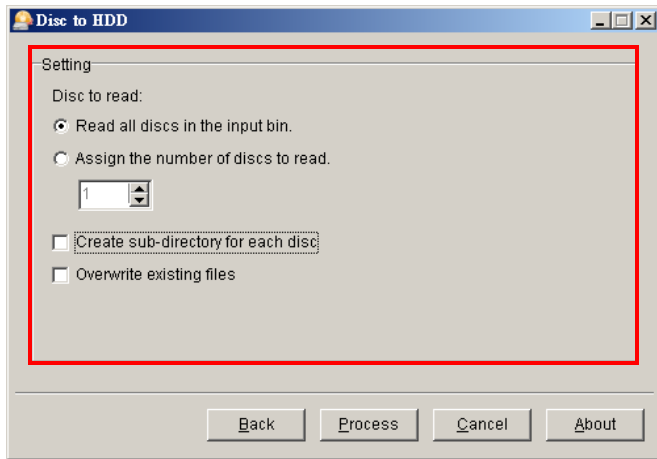 Disc to HDD
Setting
Disc to read:
Read all discs in the input bin.
Assign the number of discs to read.
1
Create sub-directory for each disc
Overwrite existing files
Back Process Cancel About